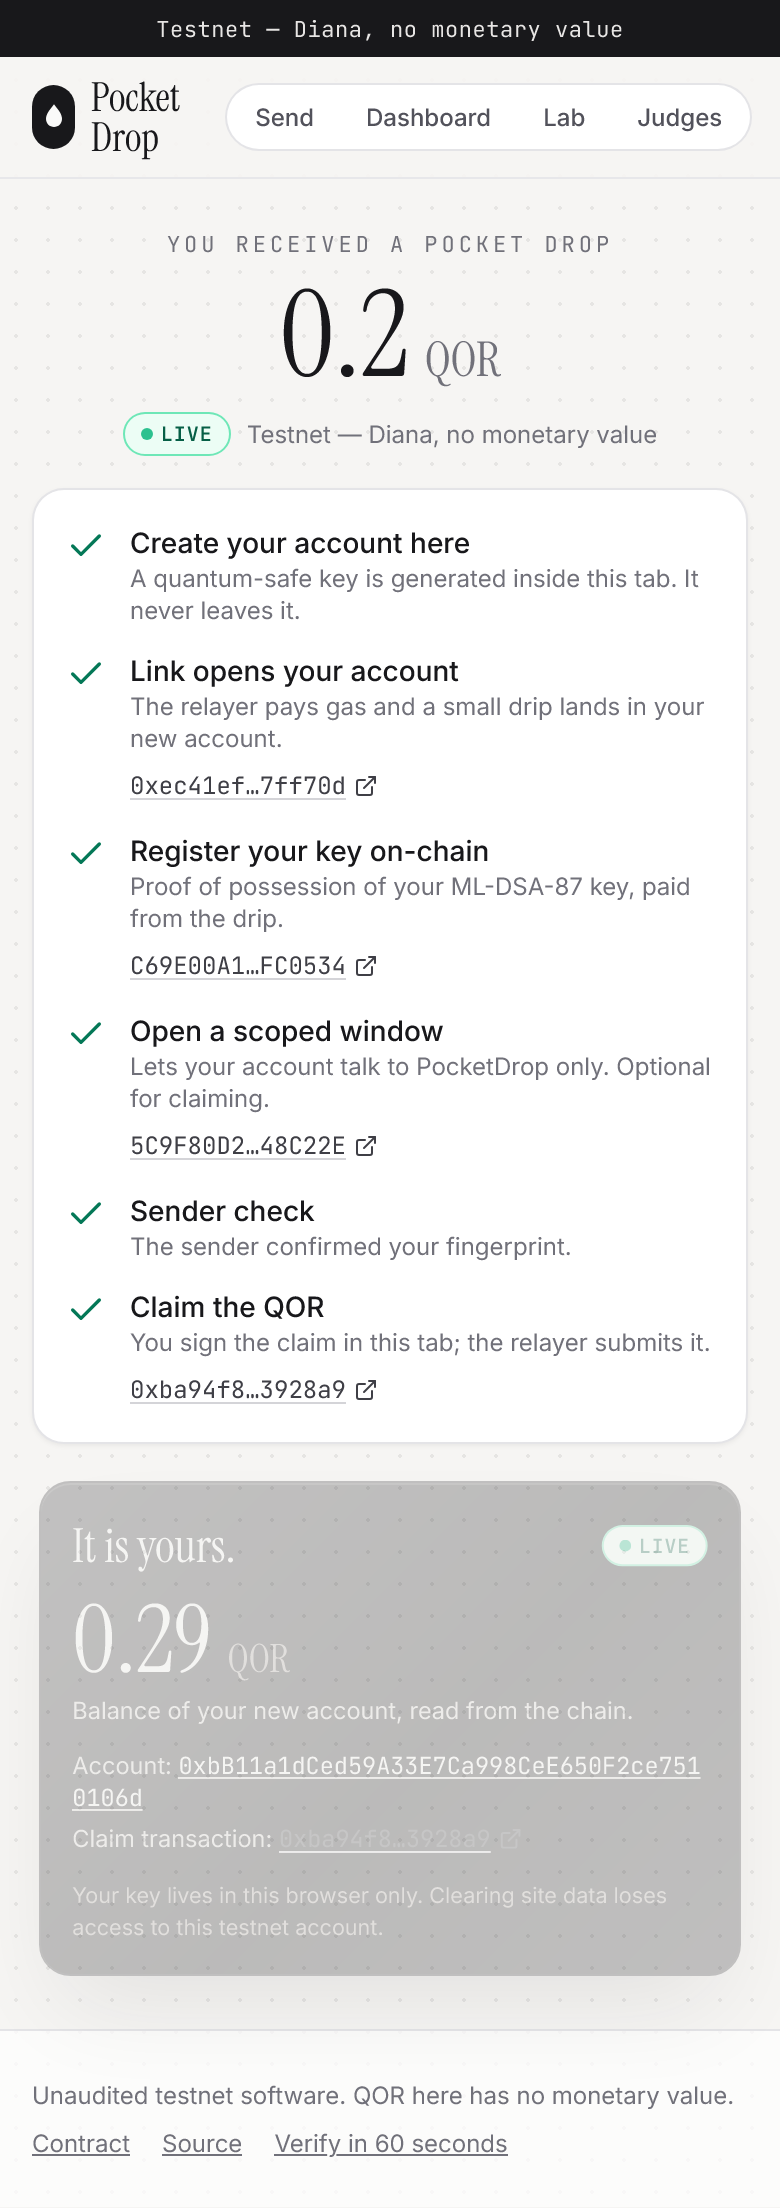 Testnet — Diana, no monetary value
Pocket
Drop
Send
Dashboard
Lab
Judges
YOU RECEIVED A POCKET DROP
0.2 QOR
LIVE
Testnet — Diana, no monetary value
Create your account here
A quantum-safe key is generated inside this tab. It
never leaves it.
Link opens your account
The relayer pays gas and a small drip lands in your
new account.
0xec41ef…7ff70d
Register your key on-chain
Proof of possession of your ML-DSA-87 key, paid
from the drip.
C69E00A1…FC0534
Open a scoped window
Lets your account talk to PocketDrop only. Optional
for claiming.
5C9F80D2…48C22E
Sender check
The sender confirmed your fingerprint.
Claim the QOR
You sign the claim in this tab; the relayer submits it.
0xba94f8…3928a9
It is yours.
LIVE
0.29 QOR
Balance of your new account, read from the chain.
Account: 0xbB11a1dCed59A33E7Ca998CeE650F2ce751
0106d
Claim transaction: 0xba94f8…3928a9
Your key lives in this browser only. Clearing site data loses
access to this testnet account.
Unaudited testnet software. QOR here has no monetary value.
Contract
Source
Verify in 60 seconds